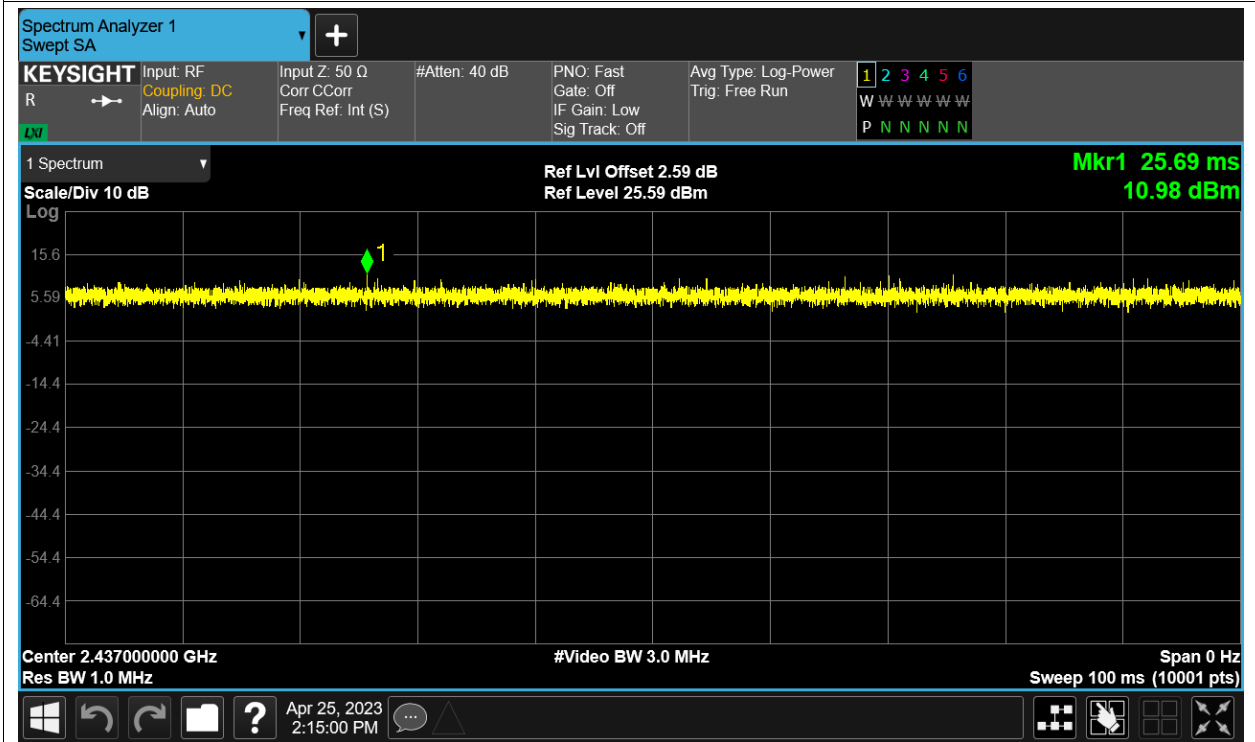 Spectrum Analyzer 1
Swept SA
KEYSIGHT
R
LXI
Input: RF
Coupling: DC
Align: Auto
Input Z: 50 Ω
Corr CCorr
Freq Ref: Int (S)
#Atten: 40 dB
PNO: Fast
Gate: Off
IF Gain: Low
Sig Track: Off
Avg Type: Log-Power
Trig: Free Run
1 2 3 4 5 6
W W W W W W
P N N N N N
1 Spectrum
Scale/Div 10 dB
Ref Lvl Offset 2.59 dB
Ref Level 25.59 dBm
Mkr1 25.69 ms
10.98 dBm
Log
15.6
5.59
-4.41
-14.4
-24.4
-34.4
-44.4
-54.4
-64.4
1
Center 2.437000000 GHz
Res BW 1.0 MHz
#Video BW 3.0 MHz
Span 0 Hz
Sweep 100 ms (10001 pts)
?
Apr 25, 2023
2:15:00 PM